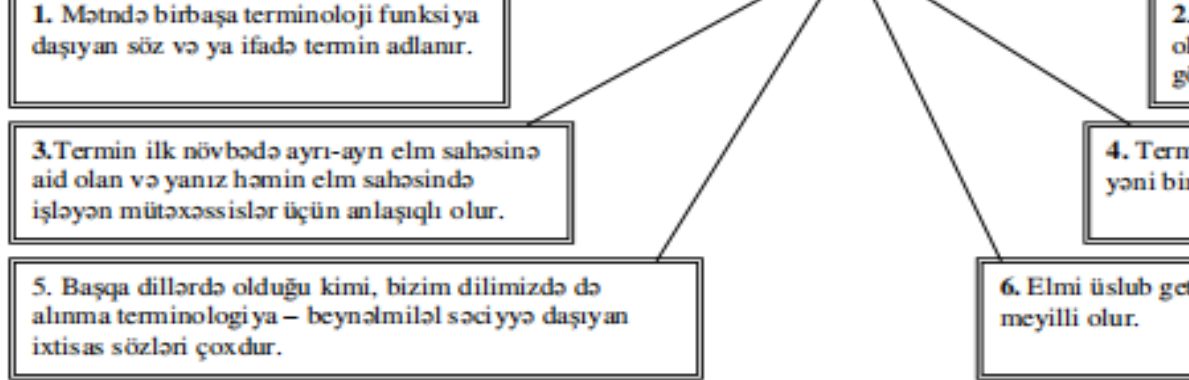 1. Mətndə birbaşa terminoloji funksiya
daşıyan söz və ya ifadə termin adlanır.
2.
3.Termin ilk növbədə ayrı-ayrı elm sahəsinə
aid olan və yanız həmin elm sahəsində
işləyən mütəxəssislər üçün anlaşıqlı olur.
4. Term
yəni bir
5. Başqa dillərdə olduğu kimi, bizim dilimizdə də
alınma terminologiya – beynəlmiləl səciyyə daşıyan
ixtisas sözləri çoxdur.
6. Elmi üslub get
meyilli olur.